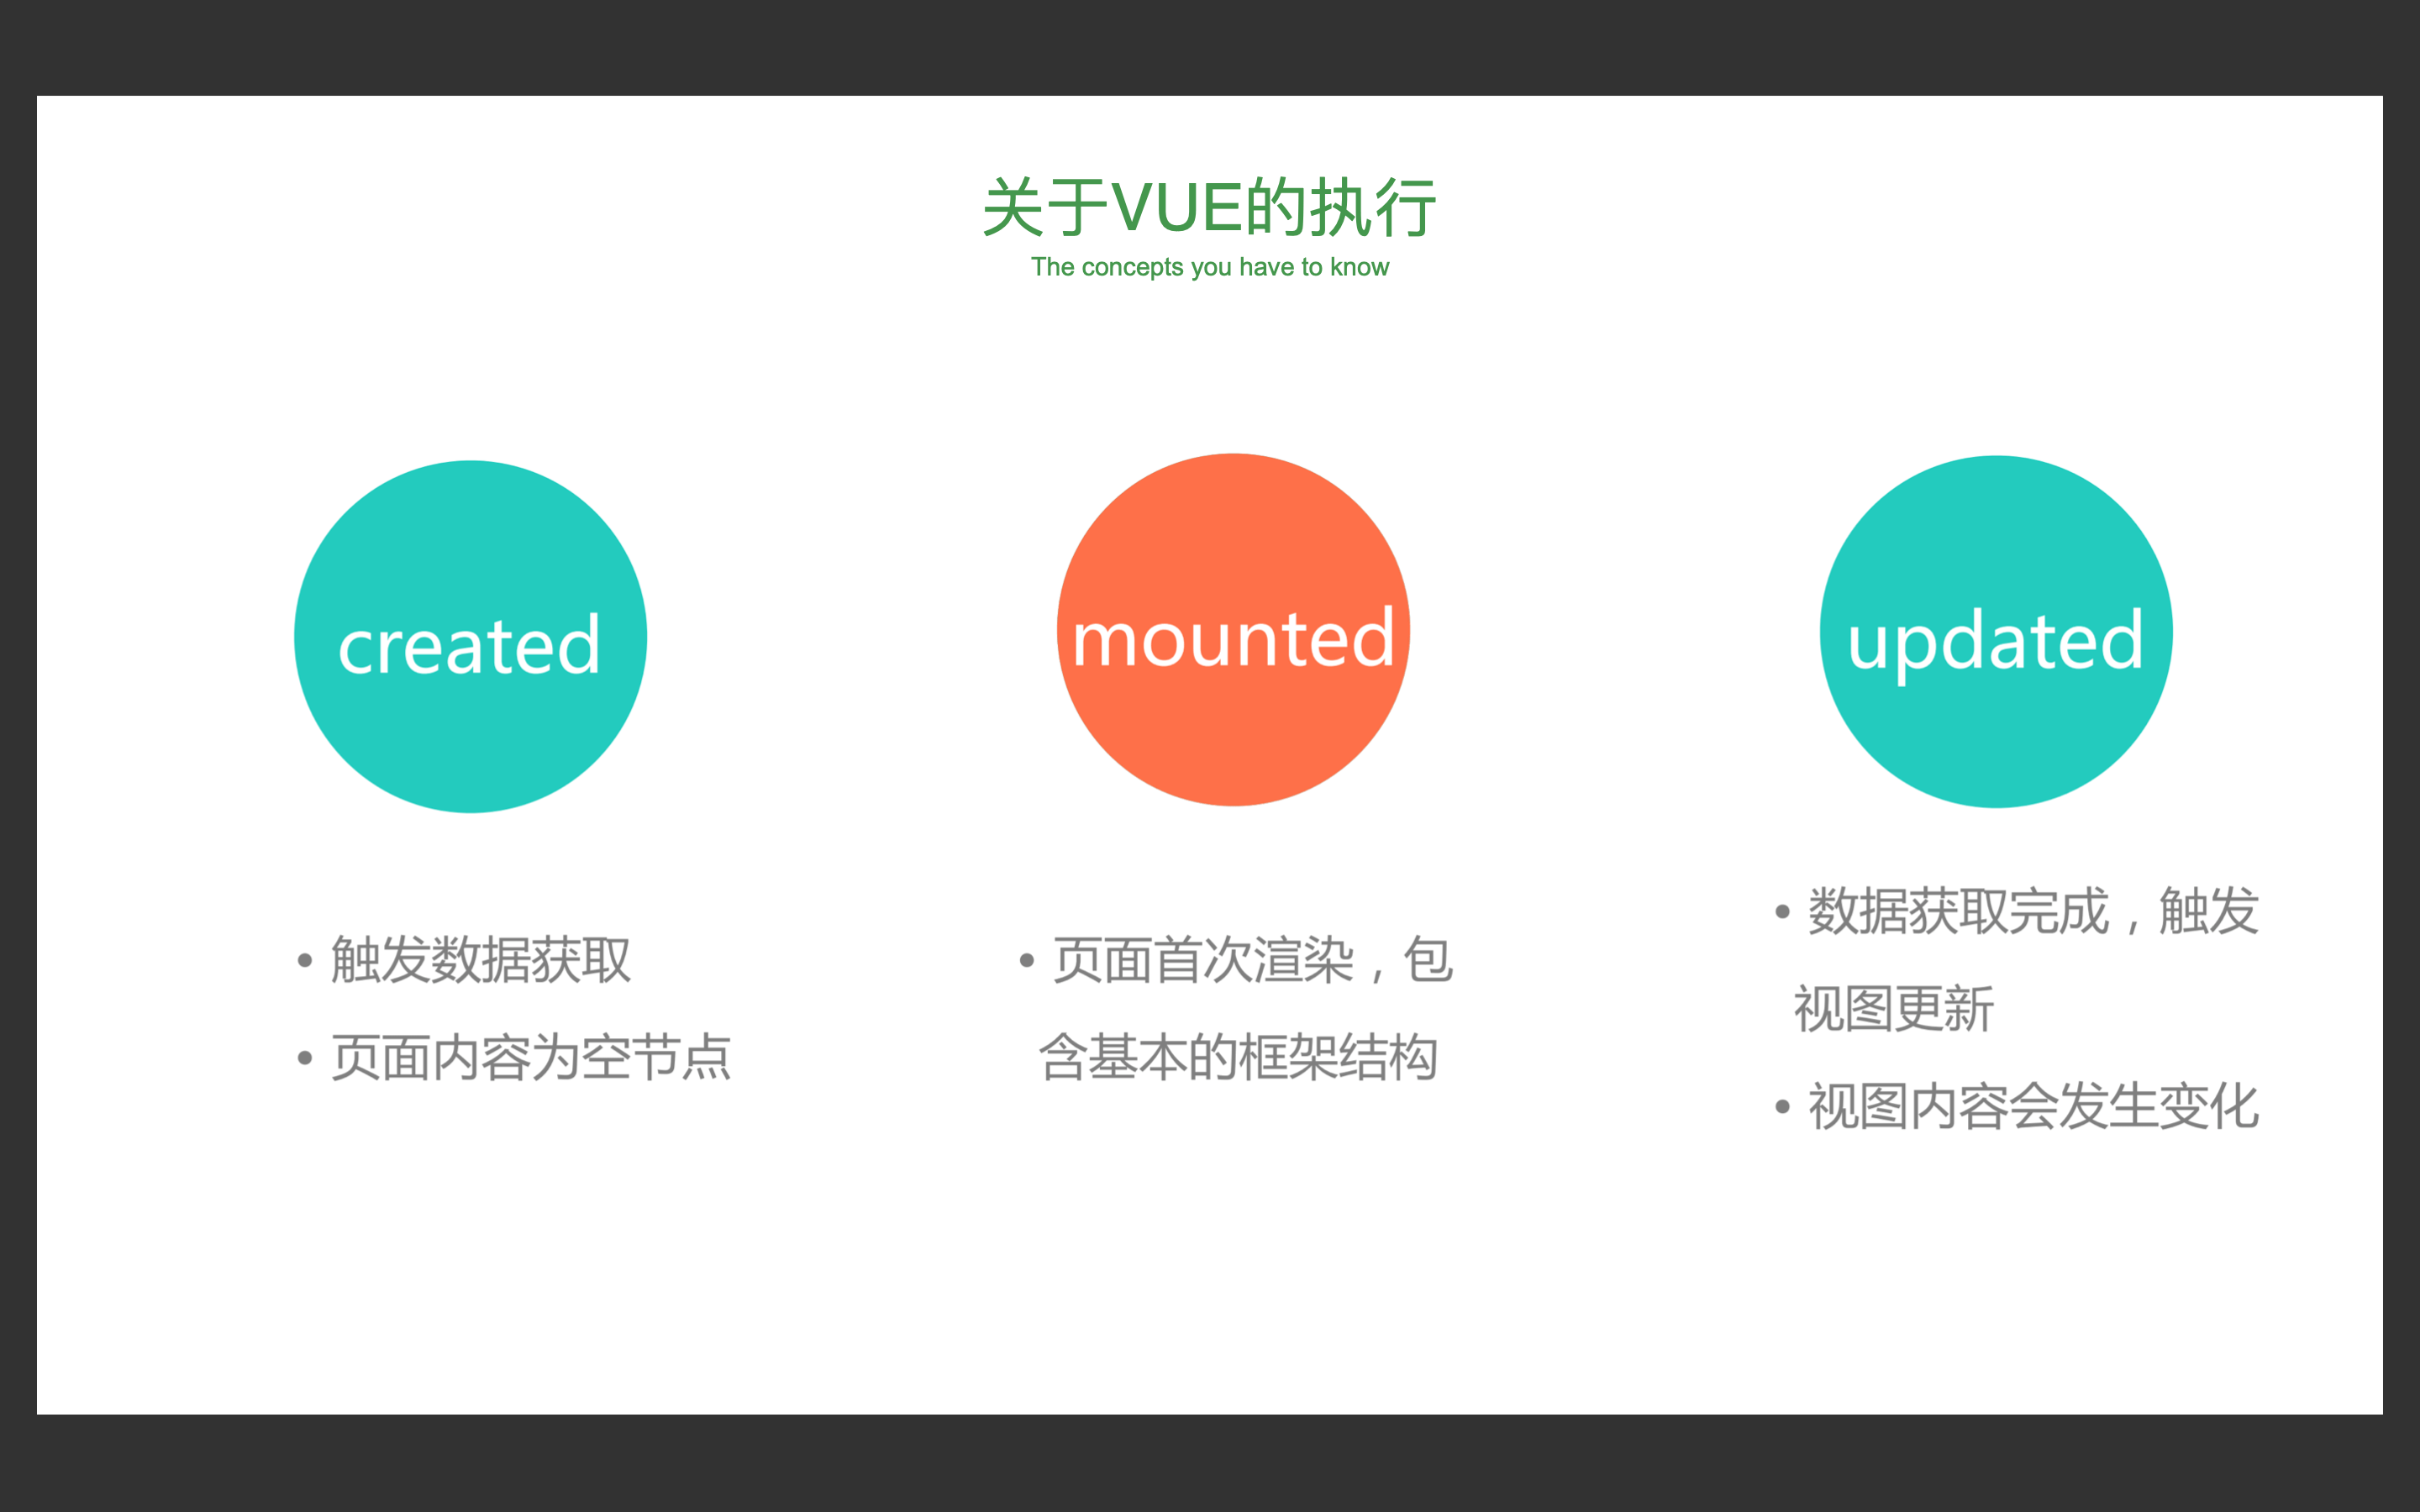 关于VUE的执行
The concepts you have to know
created
mounted
updated
• 触发数据获取
• 页面内容为空节点
• 页面首次渲染，包
含基本的框架结构
• 数据获取完成，触发
视图更新
• 视图内容会发生变化